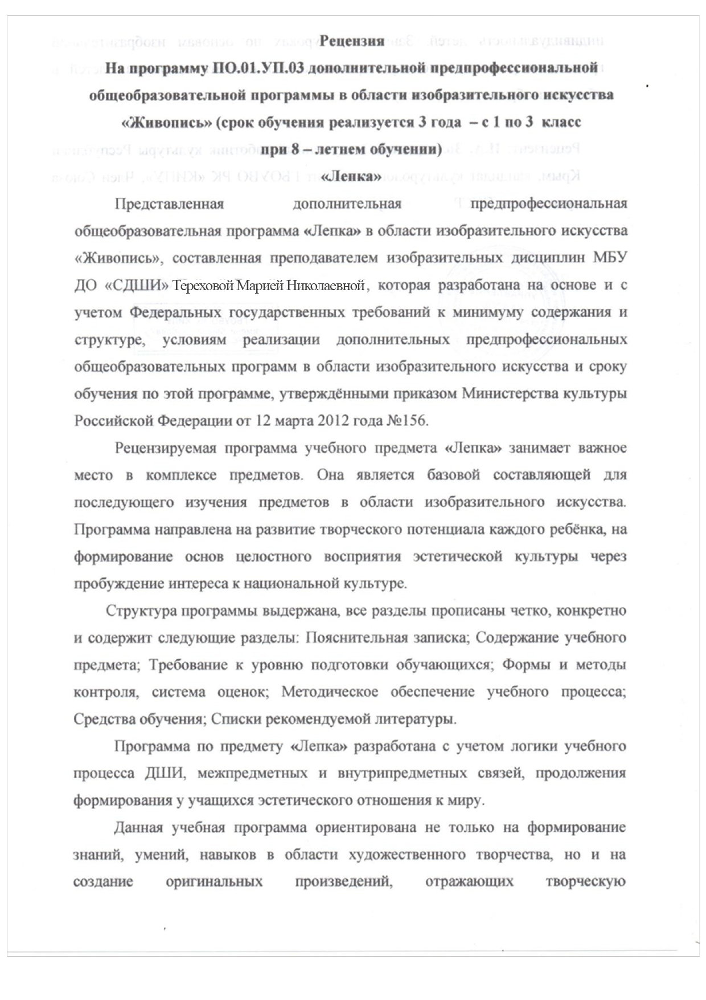 Рецензия
На программу ПО.01.УП.03 дополнительной предпрофессиональной
общеобразовательной программы в области изобразительного искусства
«Живопись» (срок обучения реализуется 3 года – с 1 по 3 класс
при 8 – летнем обучении)
«Лепка»
Представленная дополнительная предпрофессиональная
общеобразовательная программа «Лепка» в области изобразительного искусства
«Живопись», составленная преподавателем изобразительных дисциплин МБУ
ДО «СДШИ» Тереховой Марией Николаевной, которая разработана на основе и с
учетом Федеральных государственных требований к минимуму содержания и
структуре, условиям реализации дополнительных предпрофессиональных
общеобразовательных программ в области изобразительного искусства и сроку
обучения по этой программе, утверждёнными приказом Министерства культуры
Российской Федерации от 12 марта 2012 года №156.
Рецензируемая программа учебного предмета «Лепка» занимает важное
место в комплексе предметов. Она является базовой составляющей для
последующего изучения предметов в области изобразительного искусства.
Программа направлена на развитие творческого потенциала каждого ребёнка, на
формирование основ целостного восприятия эстетической культуры через
пробуждение интереса к национальной культуре.
Структура программы выдержана, все разделы прописаны четко, конкретно
и содержит следующие разделы: Пояснительная записка; Содержание учебного
предмета; Требование к уровню подготовки обучающихся; Формы и методы
контроля, система оценок; Методическое обеспечение учебного процесса;
Средства обучения; Списки рекомендуемой литературы.
Программа по предмету «Лепка» разработана с учетом логики учебного
процесса ДШИ, межпредметных и внутрипредметных связей, продолжения
формирования у учащихся эстетического отношения к миру.
Данная учебная программа ориентирована не только на формирование
знаний, умений, навыков в области художественного творчества, но и на
создание оригинальных произведений, отражающих творческую